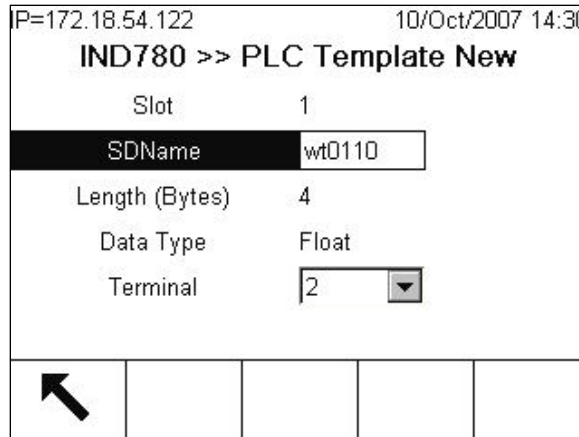 IP=172.18.54.122 10/Oct/2007 14:30
IND780 >> PLC Template New
Slot 1
SDName wt0110
Length (Bytes) 4
Data Type Float
Terminal 2